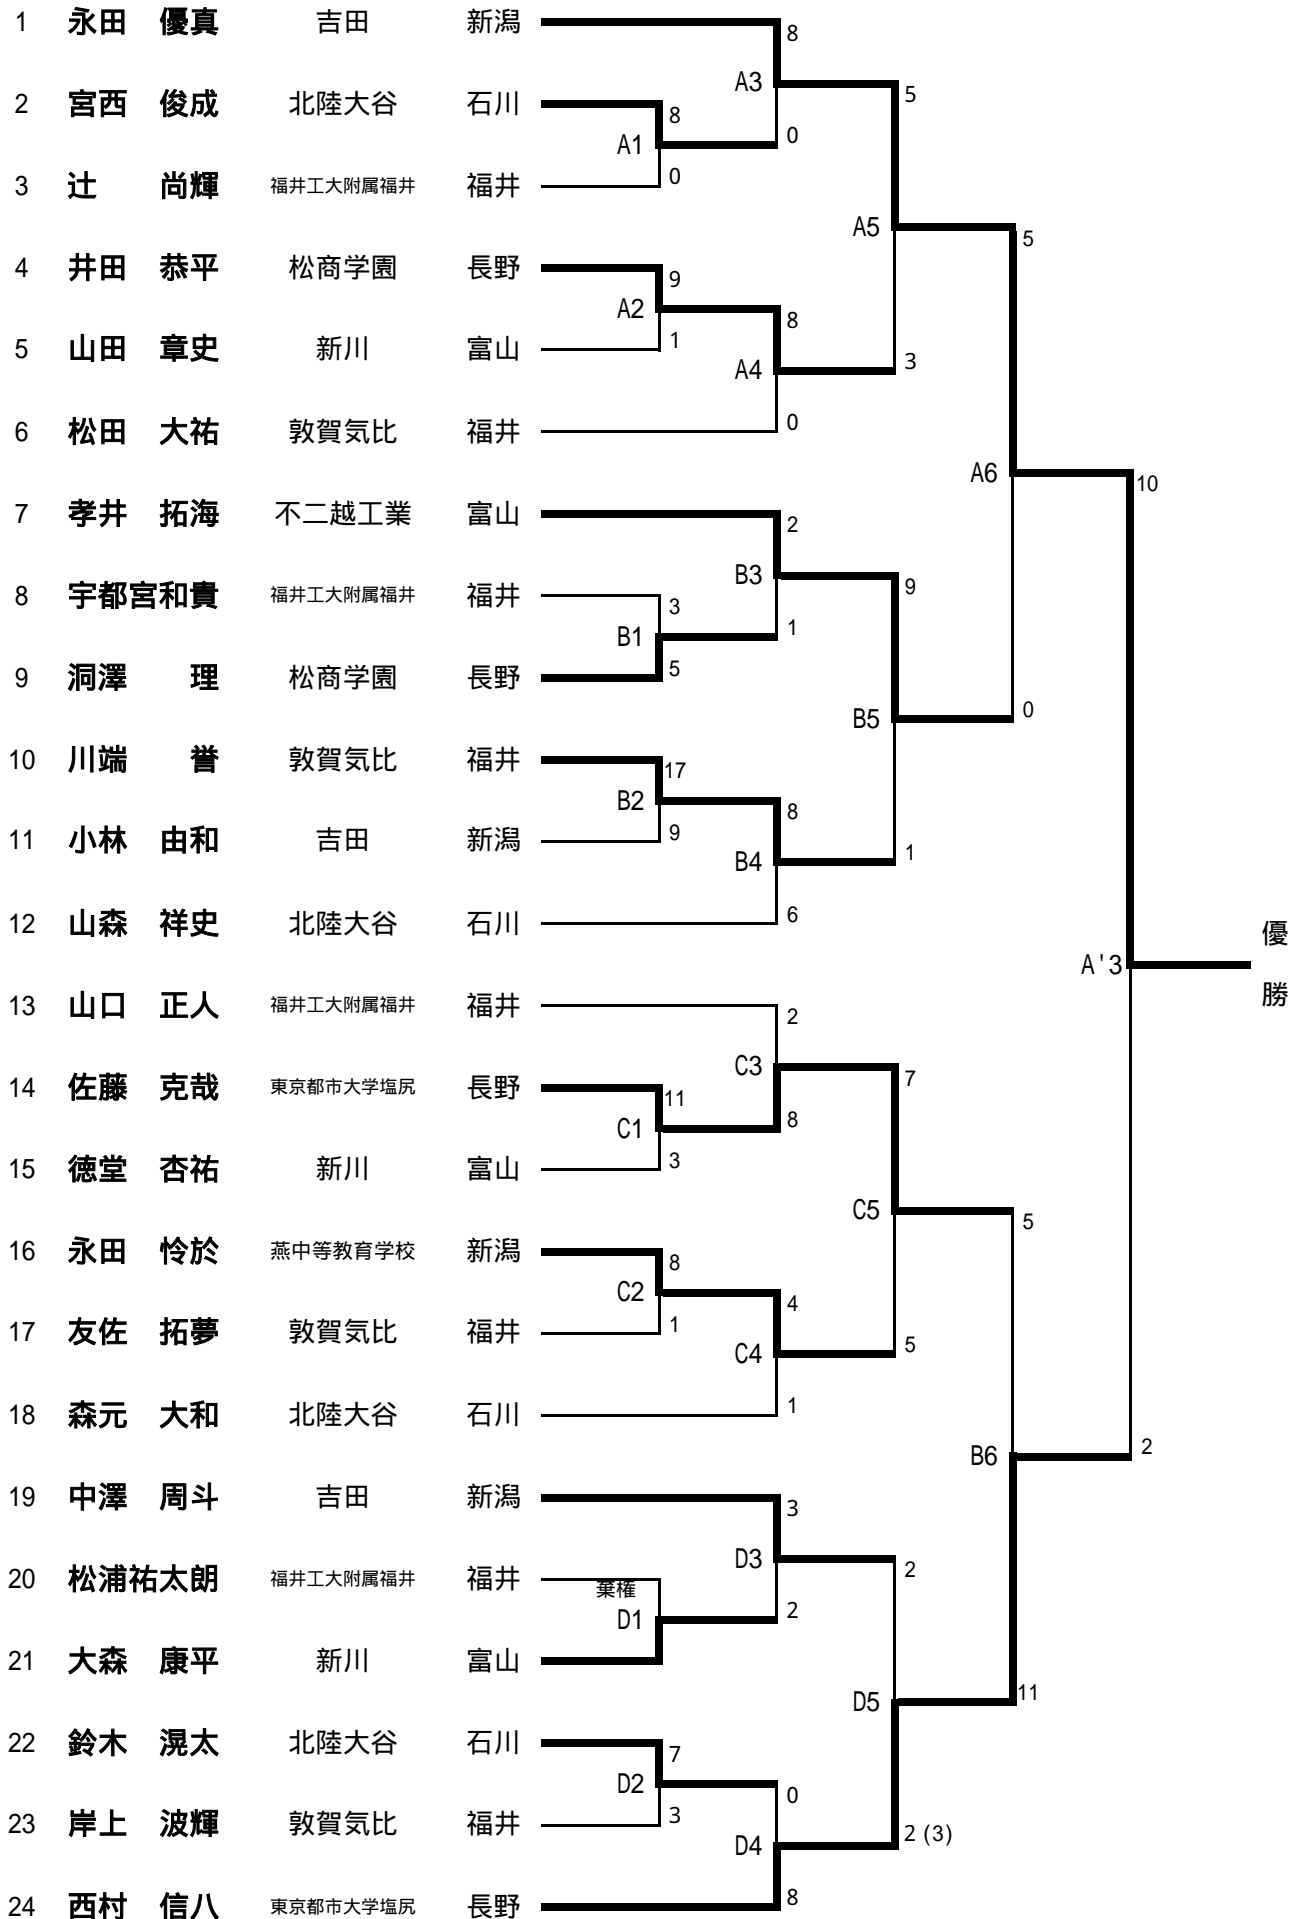 1 永田 優真 吉田 新潟
8
A3
5
2 宮西 俊成 北陸大谷 石川
8
A1
0
3 辻 尚輝 福井工大附属福井 福井
0
A5
5
4 井田 恭平 松商学園 長野
9
A2
8
5 山田 章史 新川 富山
1
A4
3
6 松田 大祐 敦賀気比 福井
0
A6
10
7 孝井 拓海 不二越工業 富山
2
B3
9
8 宇都宮和貴 福井工大附属福井 福井
3
B1
1
9 洞澤 理 松商学園 長野
5
B5
0
10 川端 誉 敦賀気比 福井
17
B2
8
11 小林 由和 吉田 新潟
9
B4
1
12 山森 祥史 北陸大谷 石川
6
優
A'3
勝
13 山口 正人 福井工大附属福井 福井
2
C3
7
14 佐藤 克哉 東京都市大学塩尻 長野
11
C1
8
15 徳堂 杏祐 新川 富山
3
C5
5
16 永田 怜於 燕中等教育学校 新潟
8
C2
4
17 友佐 拓夢 敦賀気比 福井
1
C4
5
18 森元 大和 北陸大谷 石川
1
B6
2
19 中澤 周斗 吉田 新潟
3
D3
2
20 松浦祐太朗 福井工大附属福井 福井
棄権
D1
2
21 大森 康平 新川 富山
D5
11
22 鈴木 滉太 北陸大谷 石川
7
D2
0
23 岸上 波輝 敦賀気比 福井
3
D4
2 (3)
24 西村 信八 東京都市大学塩尻 長野
8